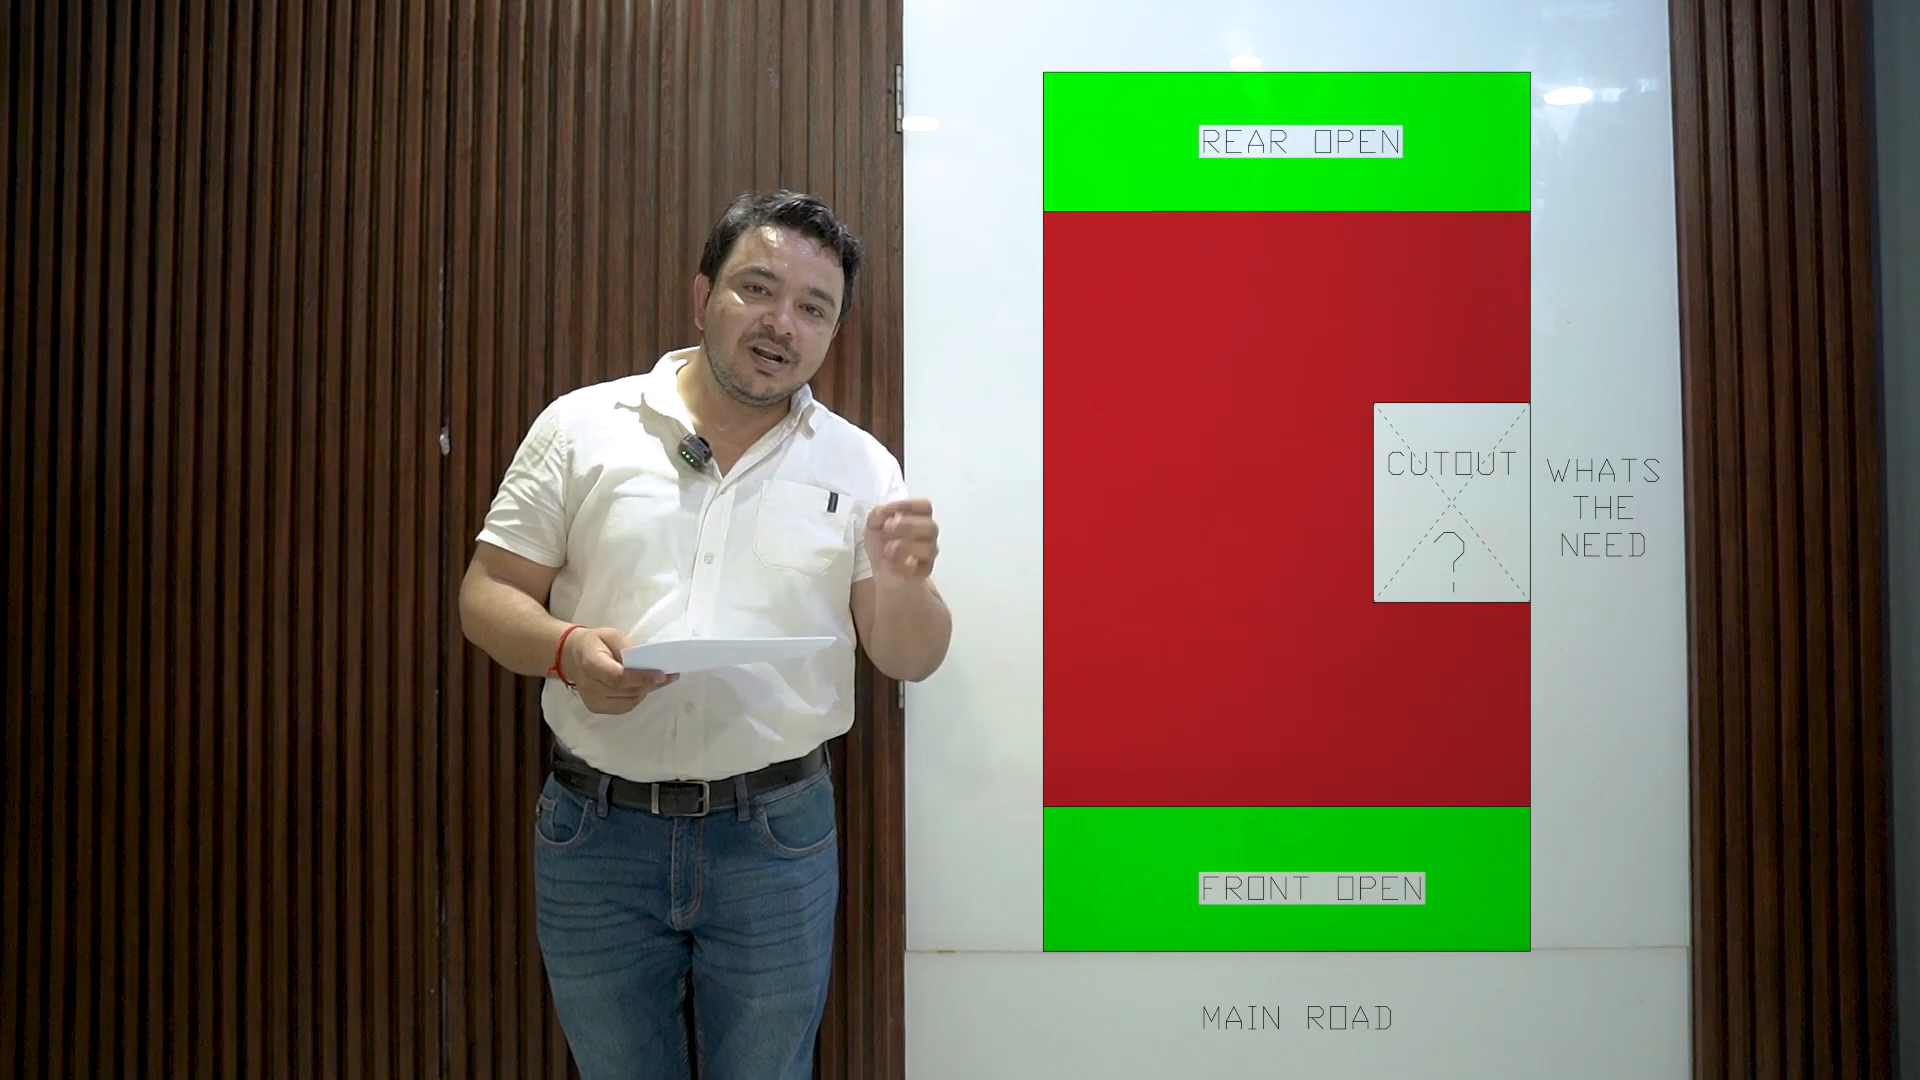 REAR OPEN
CUTOUT
?
WHATS
THE
NEED
FRONT OPEN
MAIN ROAD